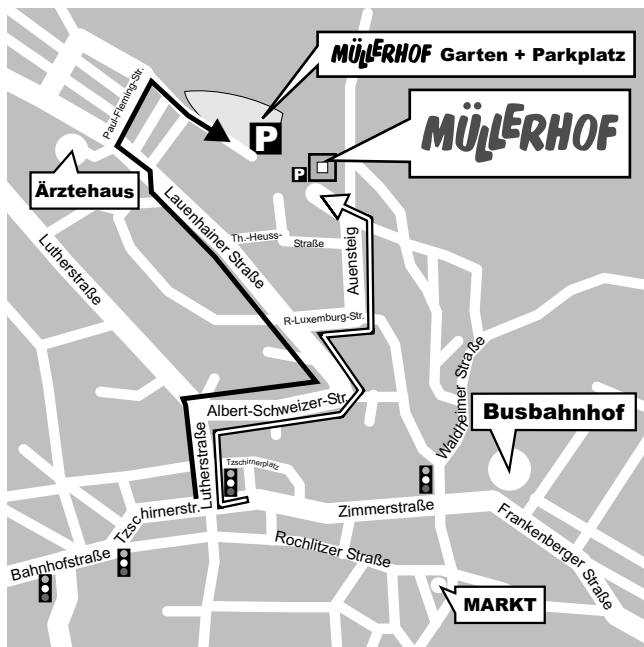 MÜLLERHOF Garten + Parkplatz
P
MÜLLERHOF
P
Paul-Fleming-Str.
Ärztehaus
Lauenhainer Straße
Th.-Heuss-
Straße
Auensteig
Lutherstraße
R-Luxemburg-Str.
Waldheimer Straße
Albert-Schweizer-Str.
Busbahnhof
Lutherstraße
Tzschirnerplatz
Tzschirnerstr.
Zimmerstraße
Frankenberger Straße
Rochlitzer Straße
Bahnhofstraße
MARKT